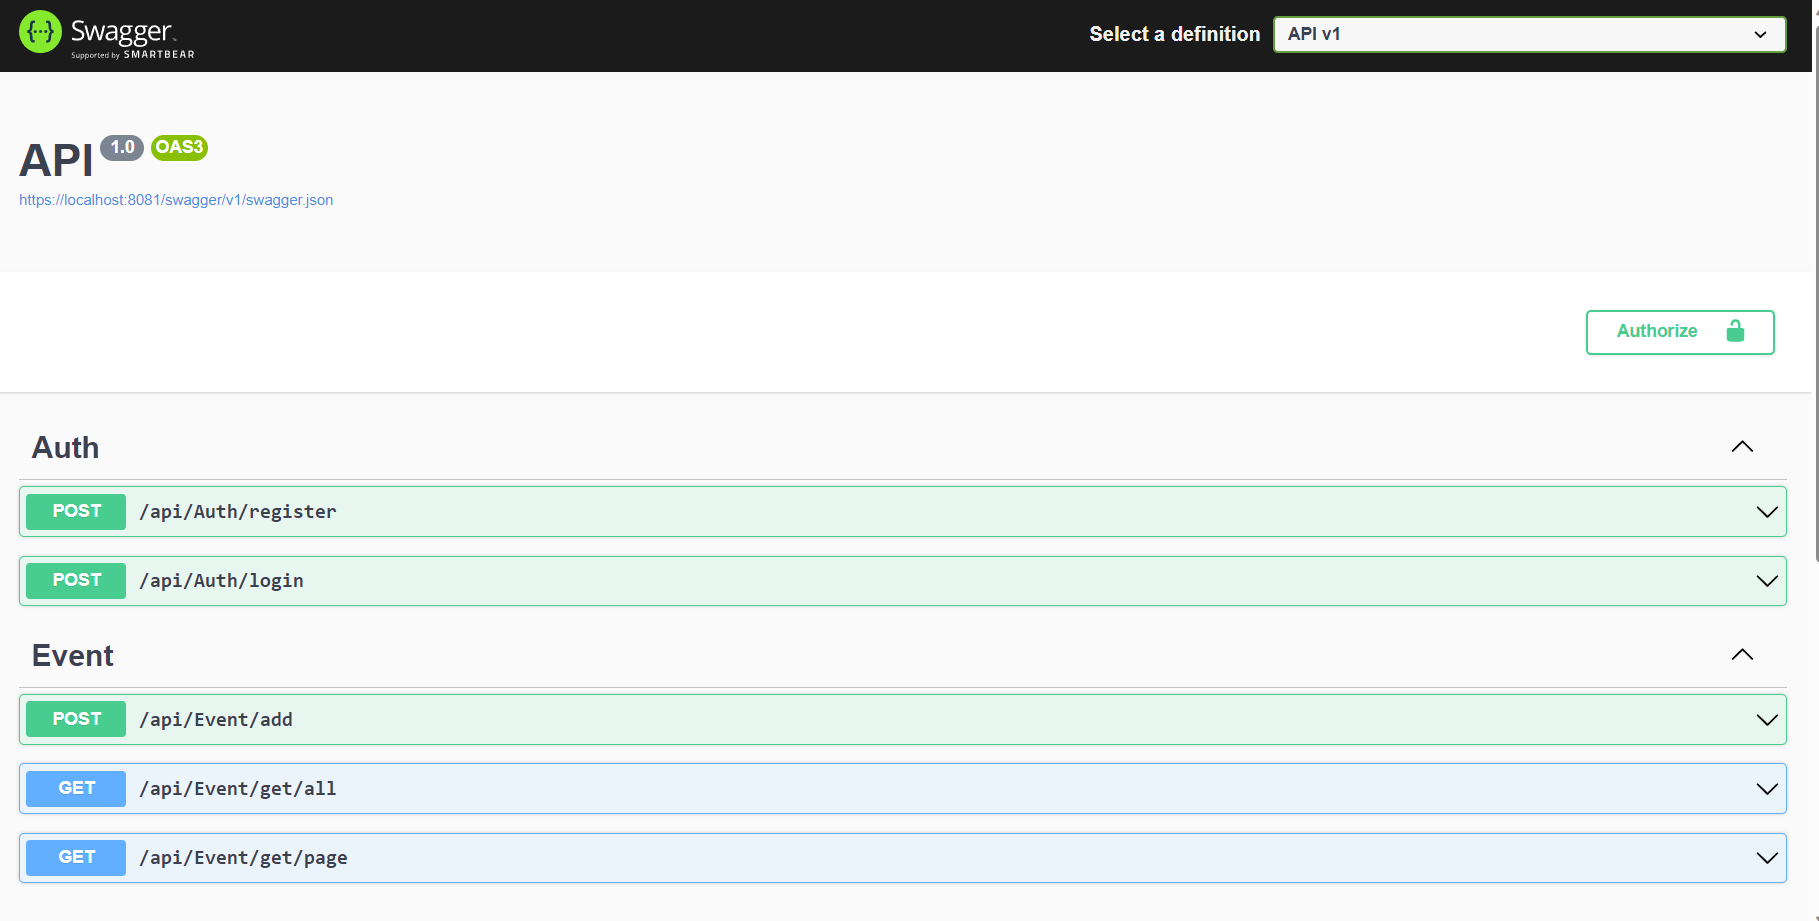 Swagger
Supported by SMARTBEAR
Select a definition
API v1
API 1.0 OAS3
https://localhost:8081/swagger/v1/swagger.json
Authorize
Auth
POST /api/Auth/register
POST /api/Auth/login
Event
POST /api/Event/add
GET /api/Event/get/all
GET /api/Event/get/page